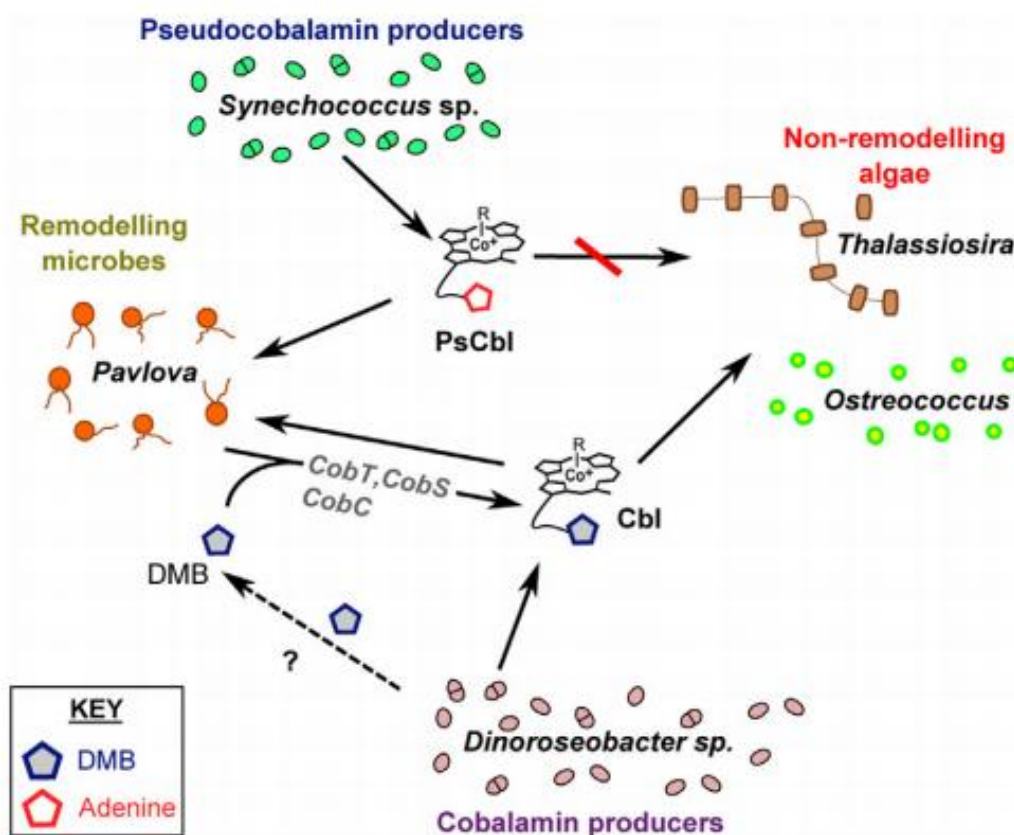 Pseudocobalamin producers
Synechococcus sp.
Non-remodelling
algae
Thalassiosira
Remodelling
microbes
R
Co+
PsCbl
Pavlova
Ostreococcus
R
Co+
Cbl
CobT,CobS
CobC
DMB
?
Dinoroseobacter sp.
Cobalamin producers
KEY
DMB
Adenine